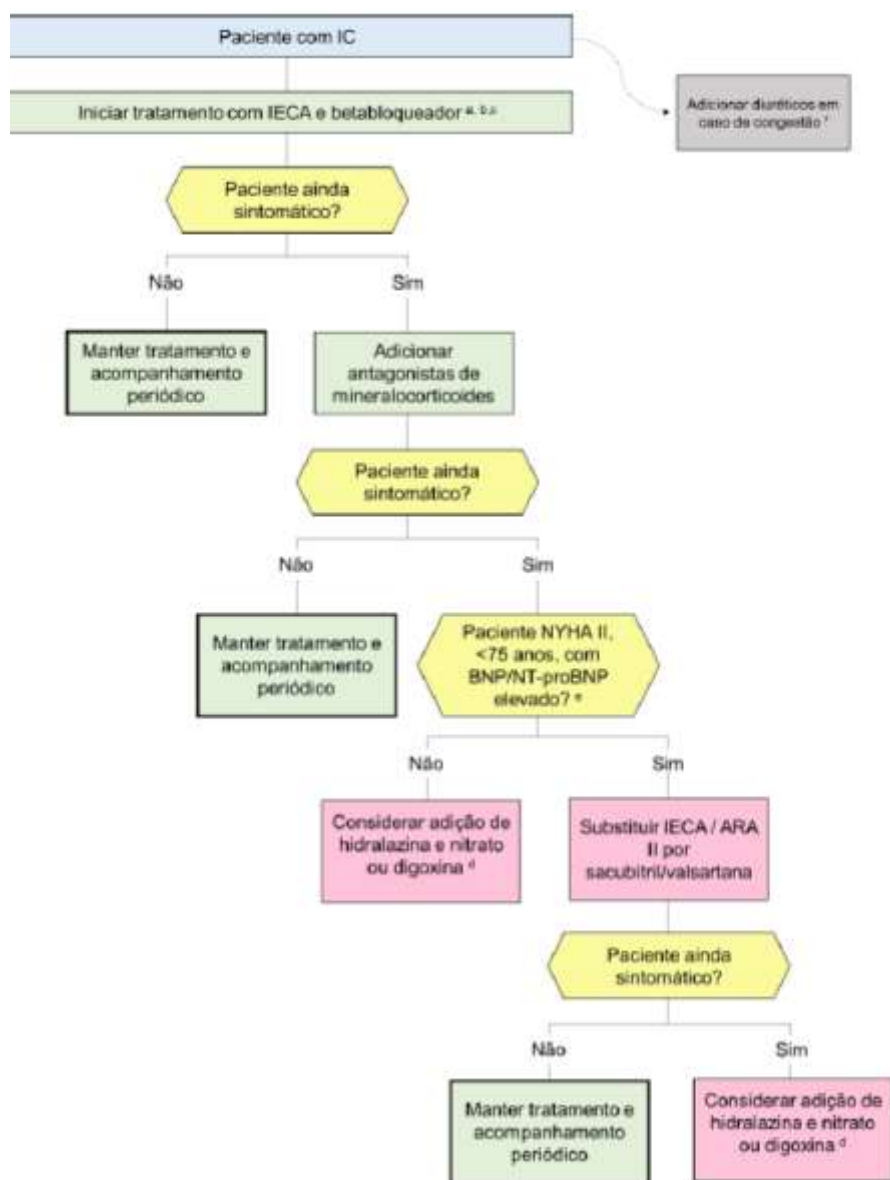 Paciente com IC
Iniciar tratamento com IECA e betabloqueador a, b,c
Adicionar diuréticos em
caso de congestão f
Paciente ainda
sintomático?
Não
Sim
Manter tratamento e
acompanhamento
periódico
Adicionar
antagonistas de
mineralocorticoides
Paciente ainda
sintomático?
Não
Sim
Manter tratamento e
acompanhamento
periódico
Paciente NYHA II,
<75 anos, com
BNP/NT-proBNP
elevado? e
Não
Sim
Considerar adição de
hidralazina e nitrato
ou digoxina d
Substituir IECA / ARA
II por
sacubitril/valsartana
Paciente ainda
sintomático?
Não
Sim
Manter tratamento e
acompanhamento
periódico
Considerar adição de
hidralazina e nitrato
ou digoxina d